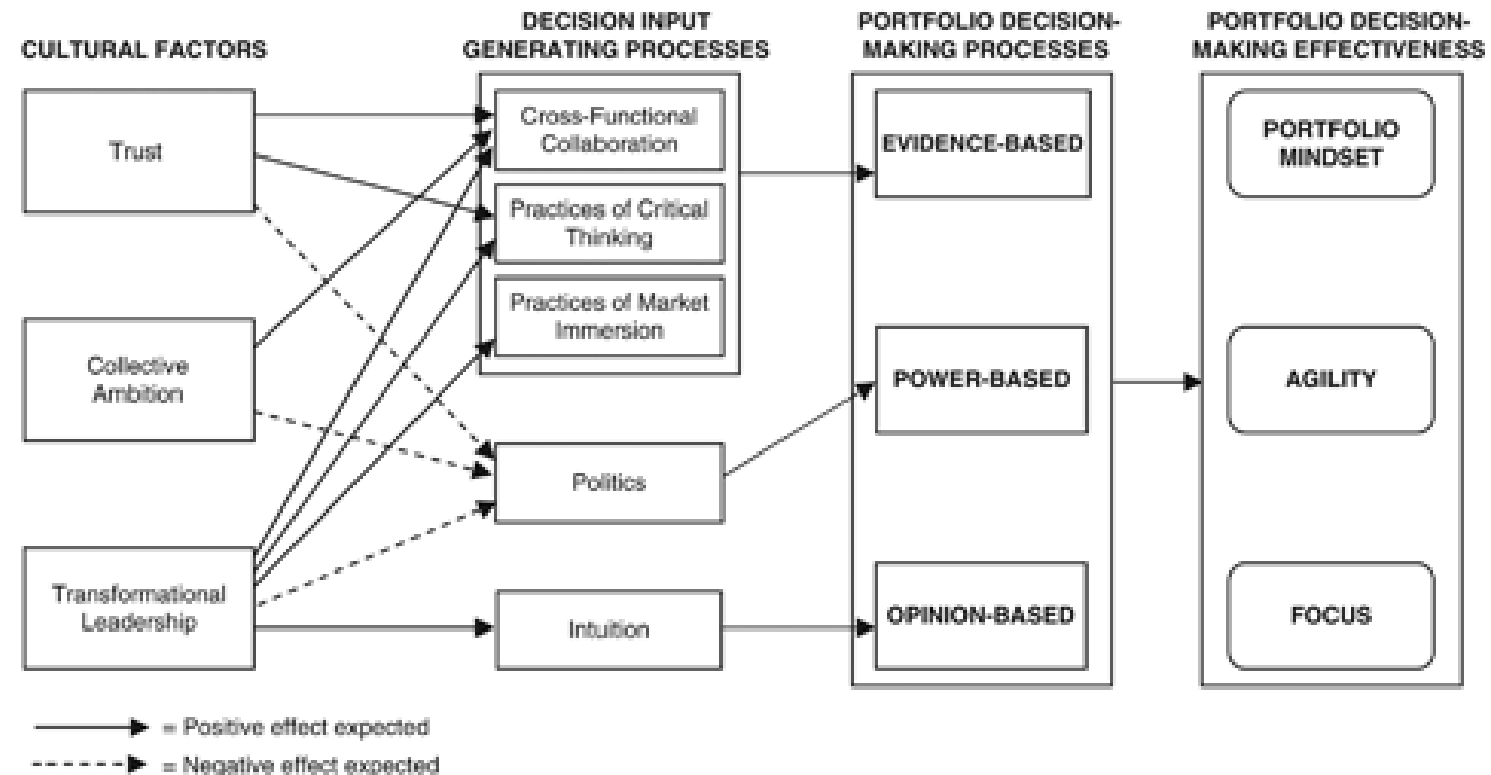 CULTURAL FACTORS
DECISION INPUT
GENERATING PROCESSES
PORTFOLIO DECISION-
MAKING PROCESSES
PORTFOLIO DECISION-
MAKING EFFECTIVENESS
Trust
Collective
Ambition
Transformational
Leadership
Cross-Functional
Collaboration
Practices of Critical
Thinking
Practices of Market
Immersion
Politics
Intuition
EVIDENCE-BASED
POWER-BASED
OPINION-BASED
PORTFOLIO
MINDSET
AGILITY
FOCUS
= Positive effect expected
= Negative effect expected